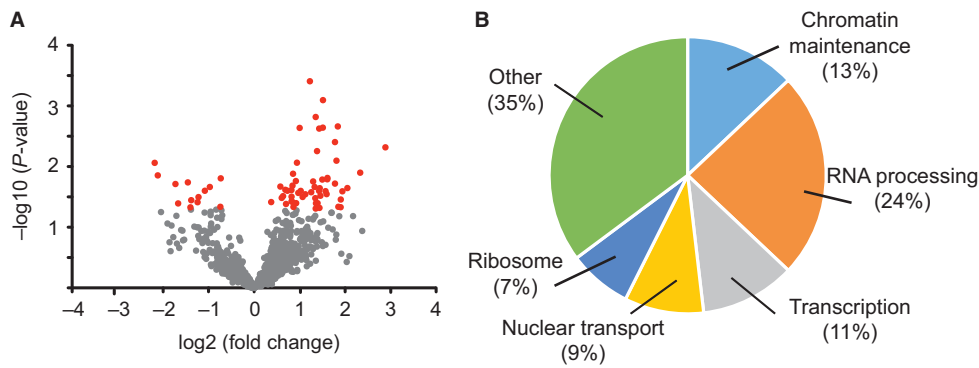 A
4
3
2
1
–log10 (P-value)
–4 –3 –2 –1 0 1 2 3 4
log2 (fold change)
B
Chromatin
maintenance
(13%)
RNA processing
(24%)
Transcription
(11%)
Nuclear transport
(9%)
Ribosome
(7%)
Other
(35%)